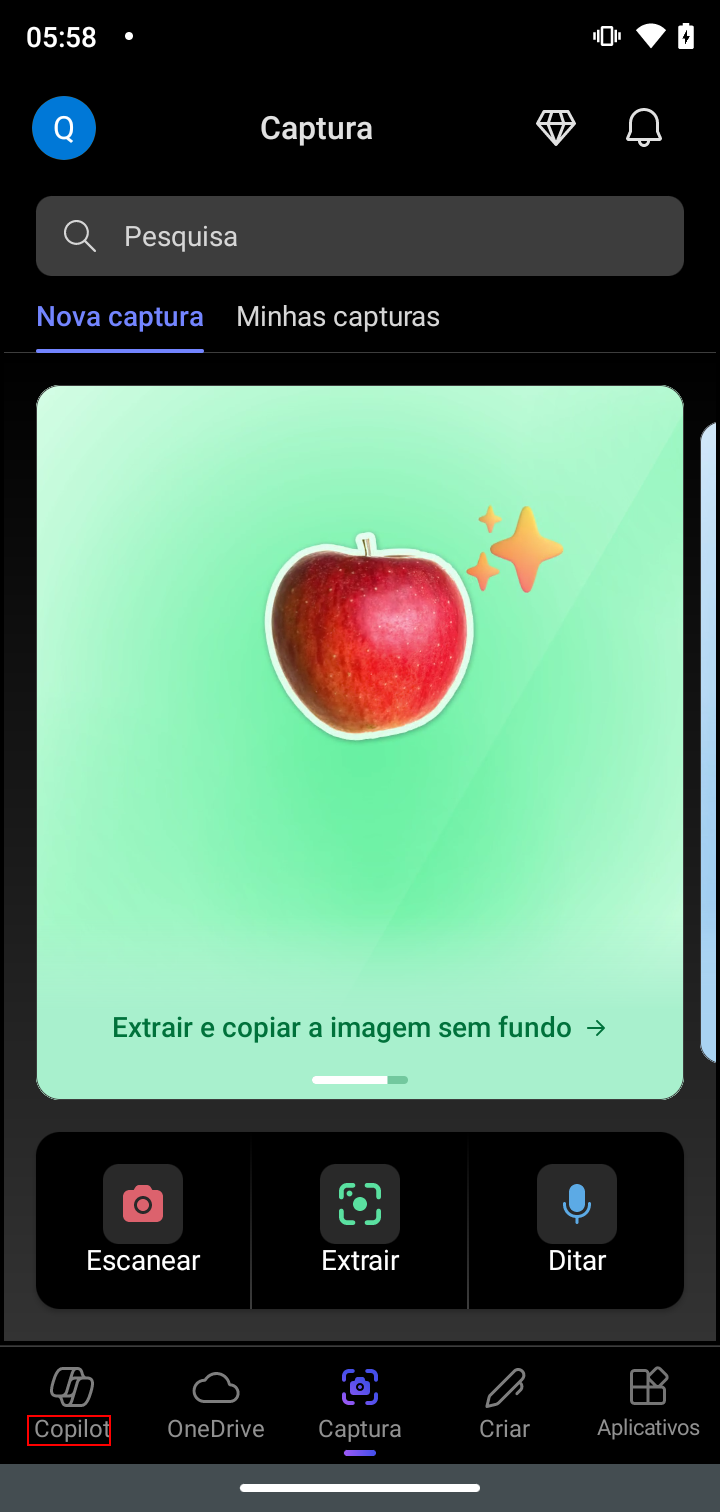 05:58
Q
Captura
Pesquisa
Nova captura
Minhas capturas
Extrair e copiar a imagem sem fundo →
Escanear
Extrair
Ditar
Copilot
OneDrive
Captura
Criar
Aplicativos